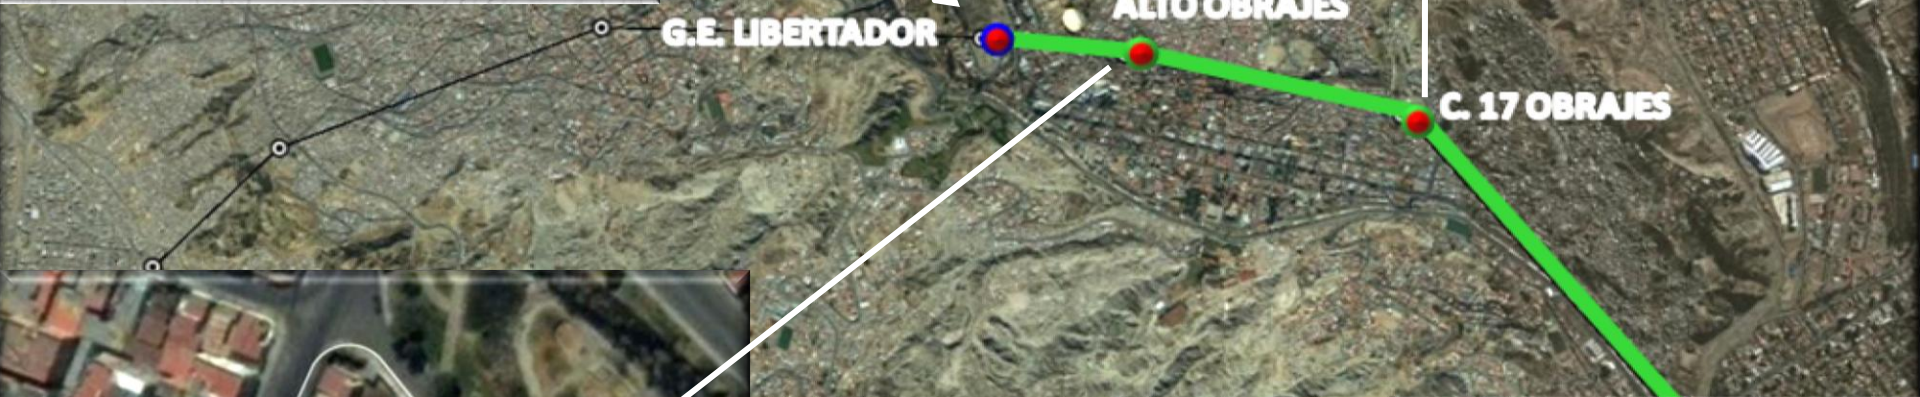 ALTO OBRAJES
G.E. LIBERTADOR
C. 17 OBRAJES